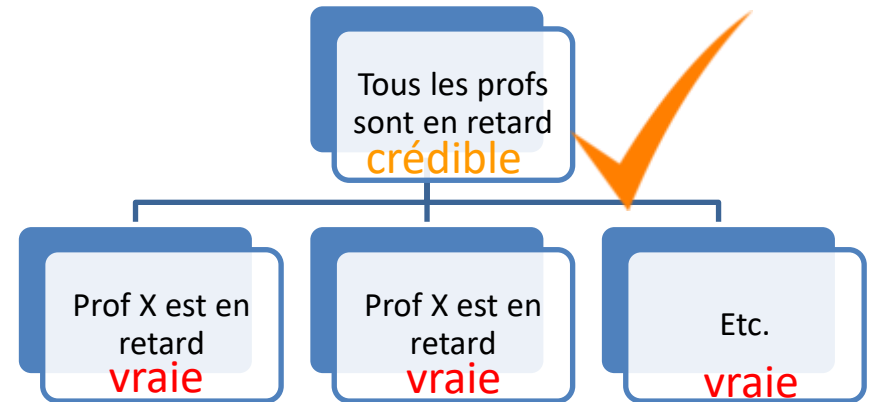 Tous les profs
sont en retard
crédible
Prof X est en
retard
vraie
Prof X est en
retard
vraie
Etc.
vraie